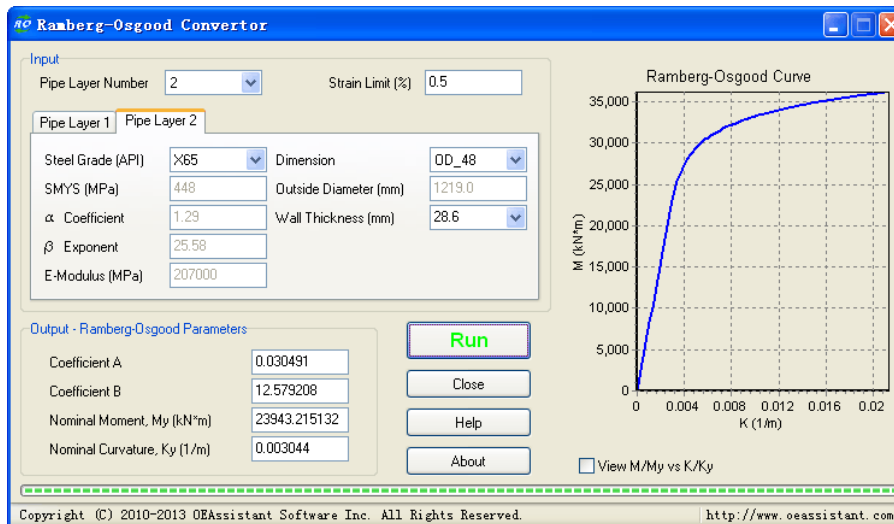 Ramberg-Osgood Convertor
Input
Pipe Layer Number 2 Strain Limit (%) 0.5
Pipe Layer 1 Pipe Layer 2
Steel Grade (API) X65 Dimension OD_48
SMYS (MPa) 448 Outside Diameter (mm) 1219.0
α Coefficient 1.29 Wall Thickness (mm) 28.6
β Exponent 25.58
E-Modulus (MPa) 207000
Output - Ramberg-Osgood Parameters
Coefficient A 0.030491
Coefficient B 12.579208
Nominal Moment, My (kN*m) 23943.215132
Nominal Curvature, Ky (1/m) 0.003044
Run
Close
Help
About
Ramberg-Osgood Curve
M (kN*m)
35,000
30,000
25,000
20,000
15,000
10,000
5,000
0
0 0.004 0.008 0.012 0.016 0.02
K (1/m)
View M/My vs K/Ky
Copyright (C) 2010-2013 OEAssistant Software Inc. All Rights Reserved. http://www.oeassistant.com